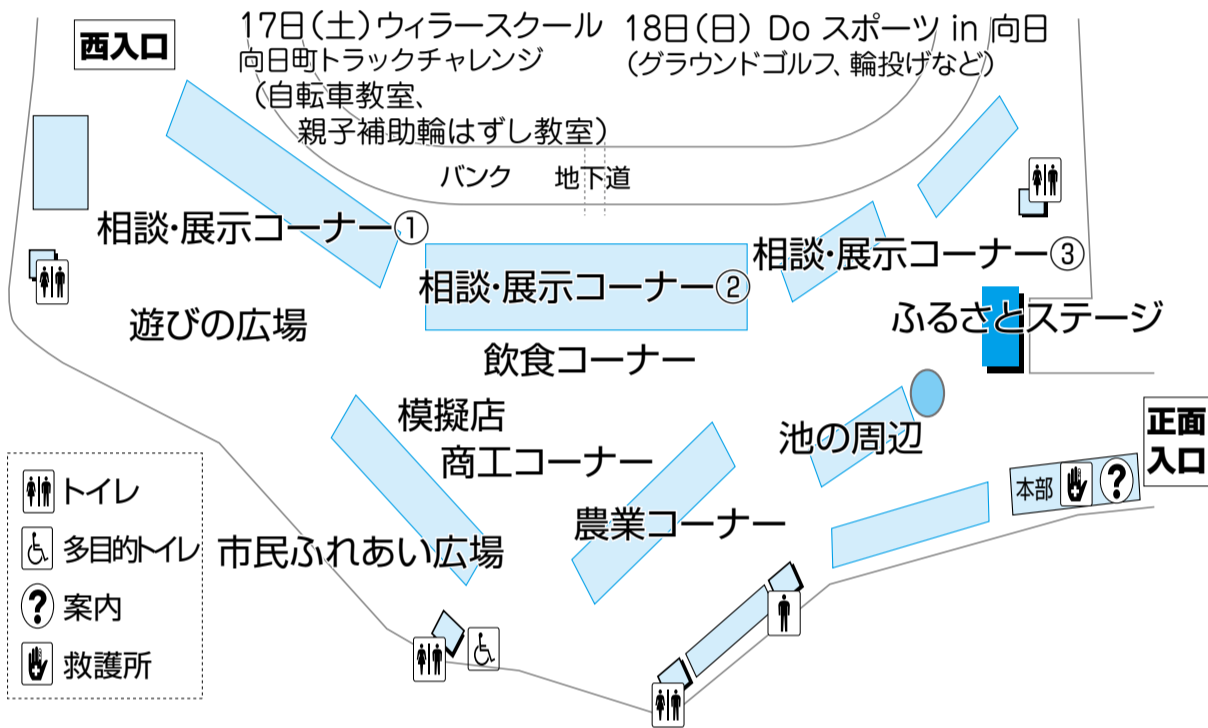 西入口
17日（土）ウィラースクール
向日町トラックチャレンジ
（自転車教室、
親子補助輪はずし教室）
18日（日） Do スポーツ in 向日
（グラウンドゴルフ、輪投げなど）
バンク
地下道
相談・展示コーナー①
相談・展示コーナー②
相談・展示コーナー③
遊びの広場
ふるさとステージ
飲食コーナー
模擬店
商工コーナー
池の周辺
正面
入口
本部
?
農業コーナー
市民ふれあい広場
トイレ
多目的トイレ
? 案内
救護所